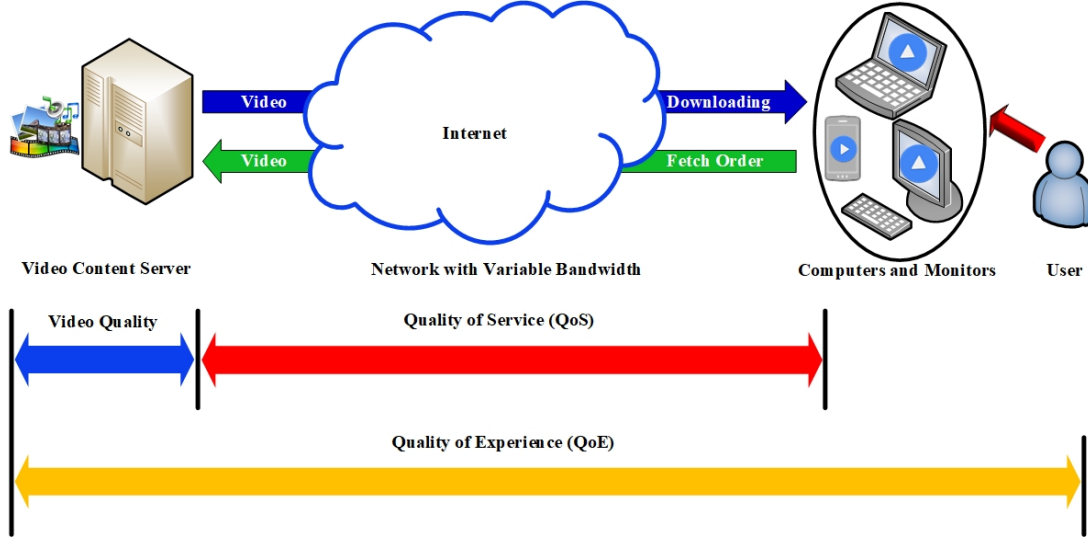 Video
Internet
Downloading
Video
Fetch Order
Video Content Server
Network with Variable Bandwidth
Computers and Monitors
User
Video Quality
Quality of Service (QoS)
Quality of Experience (QoE)